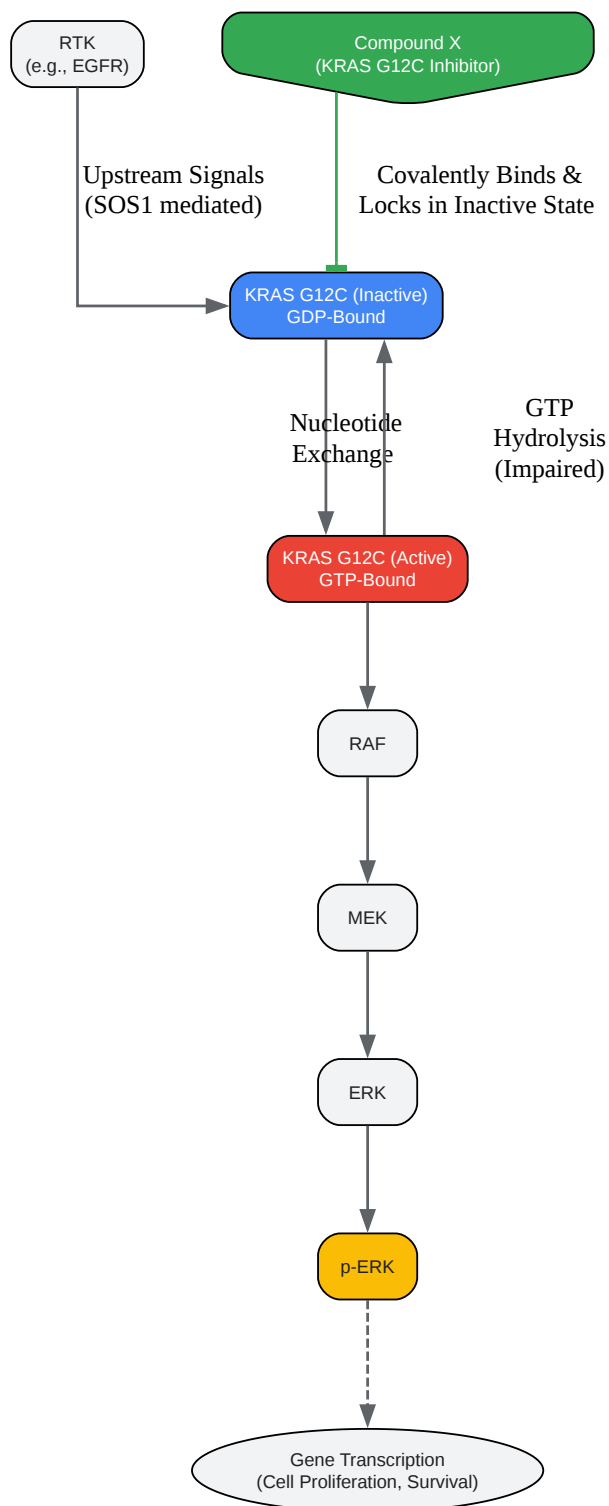 RTK
(e.g., EGFR)
Compound X
(KRAS G12C Inhibitor)
Upstream Signals
(SOS1 mediated)
Covalently Binds &
Locks in Inactive State
KRAS G12C (Inactive)
GDP-Bound
Nucleotide
Exchange
GTP
Hydrolysis
(Impaired)
KRAS G12C (Active)
GTP-Bound
RAF
MEK
ERK
p-ERK
Gene Transcription
(Cell Proliferation, Survival)